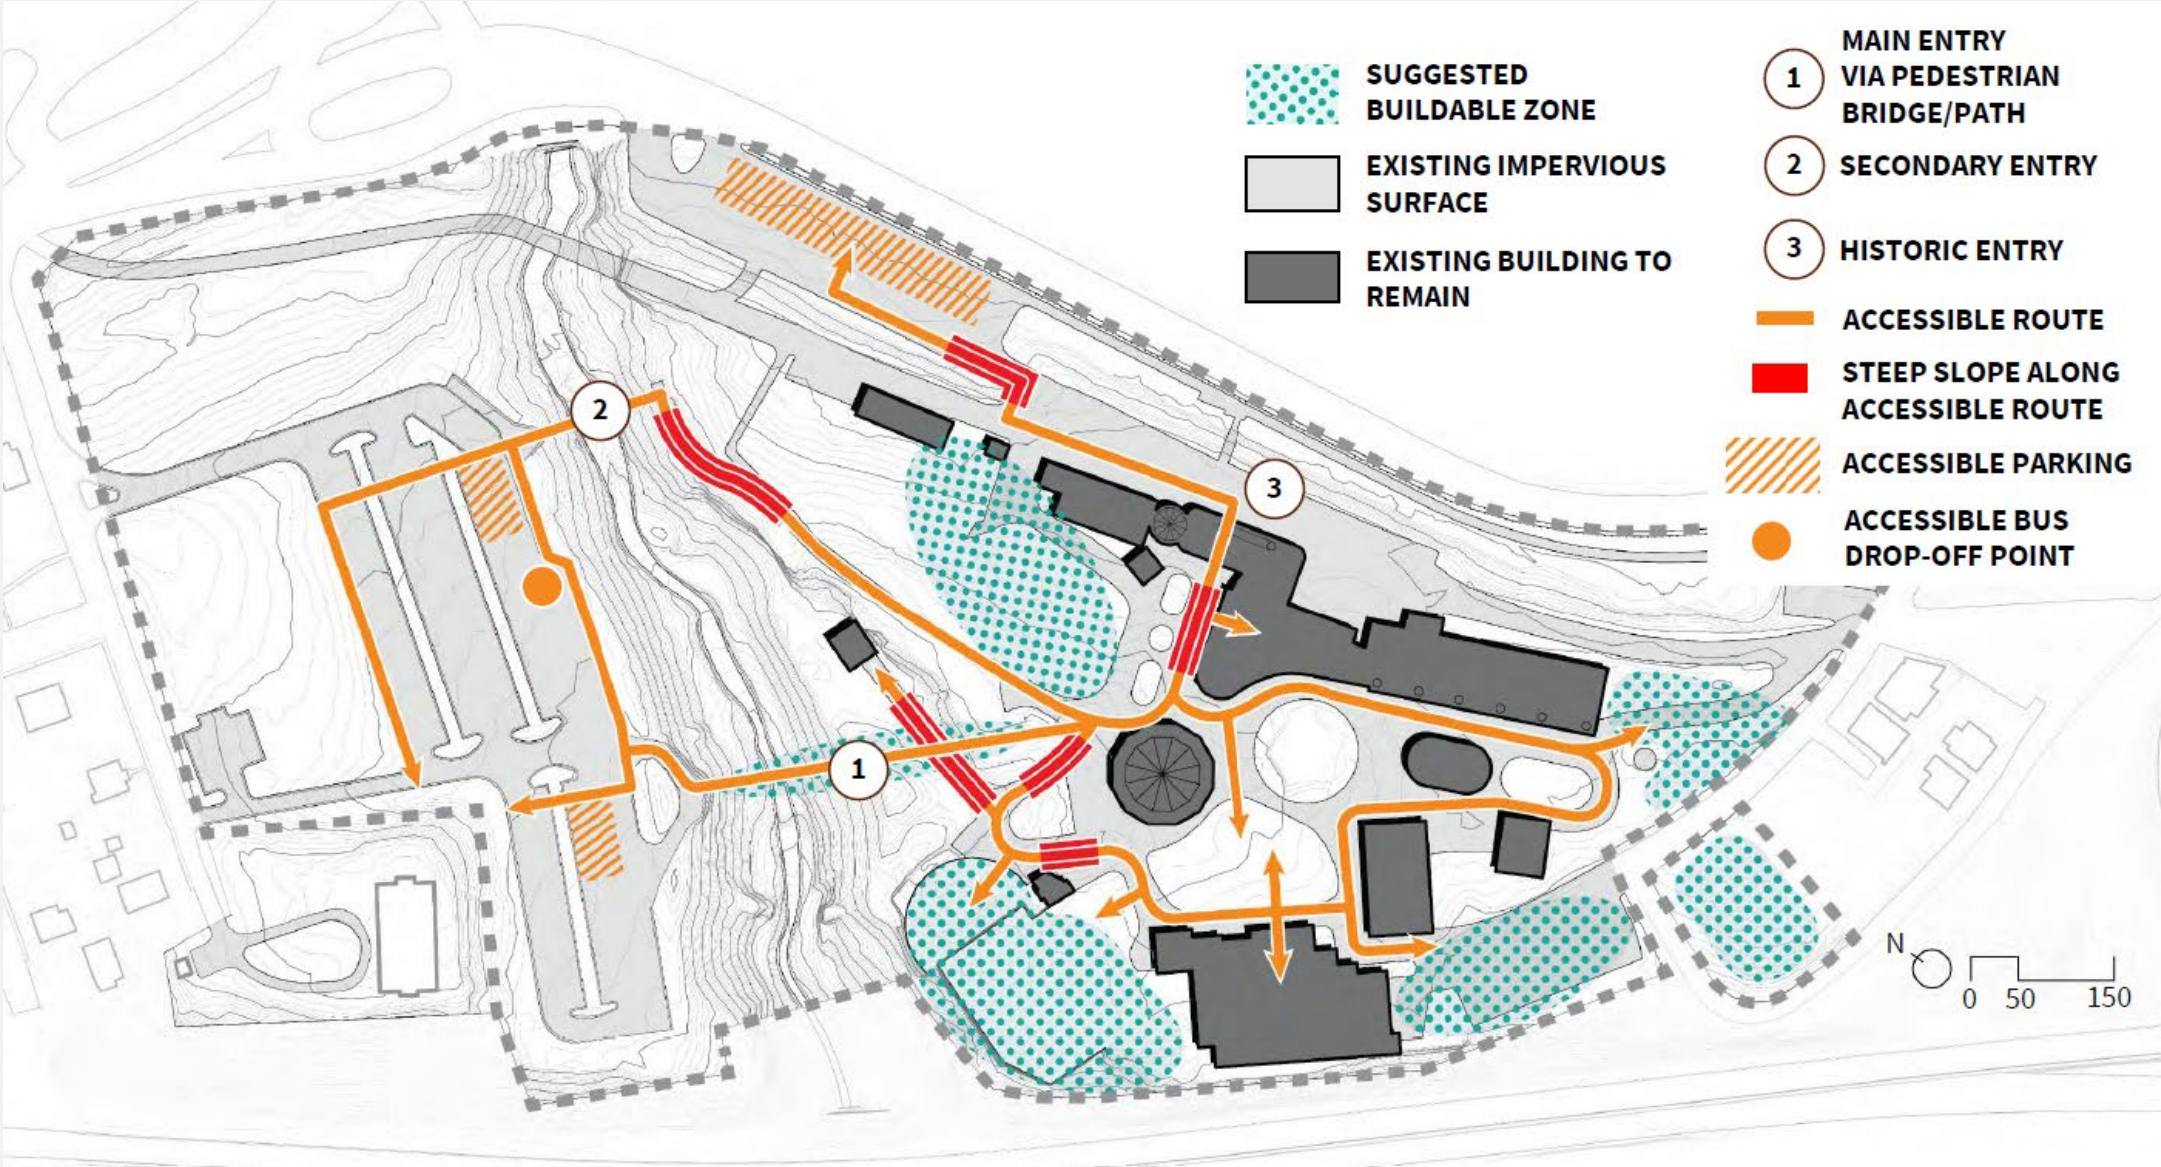 SUGGESTED
BUILDABLE ZONE
EXISTING IMPERVIOUS
SURFACE
EXISTING BUILDING TO
REMAIN
1
MAIN ENTRY
VIA PEDESTRIAN
BRIDGE/PATH
2
SECONDARY ENTRY
3
HISTORIC ENTRY
ACCESSIBLE ROUTE
STEEP SLOPE ALONG
ACCESSIBLE ROUTE
ACCESSIBLE PARKING
ACCESSIBLE BUS
DROP-OFF POINT
2
3
1
N
0 50 150